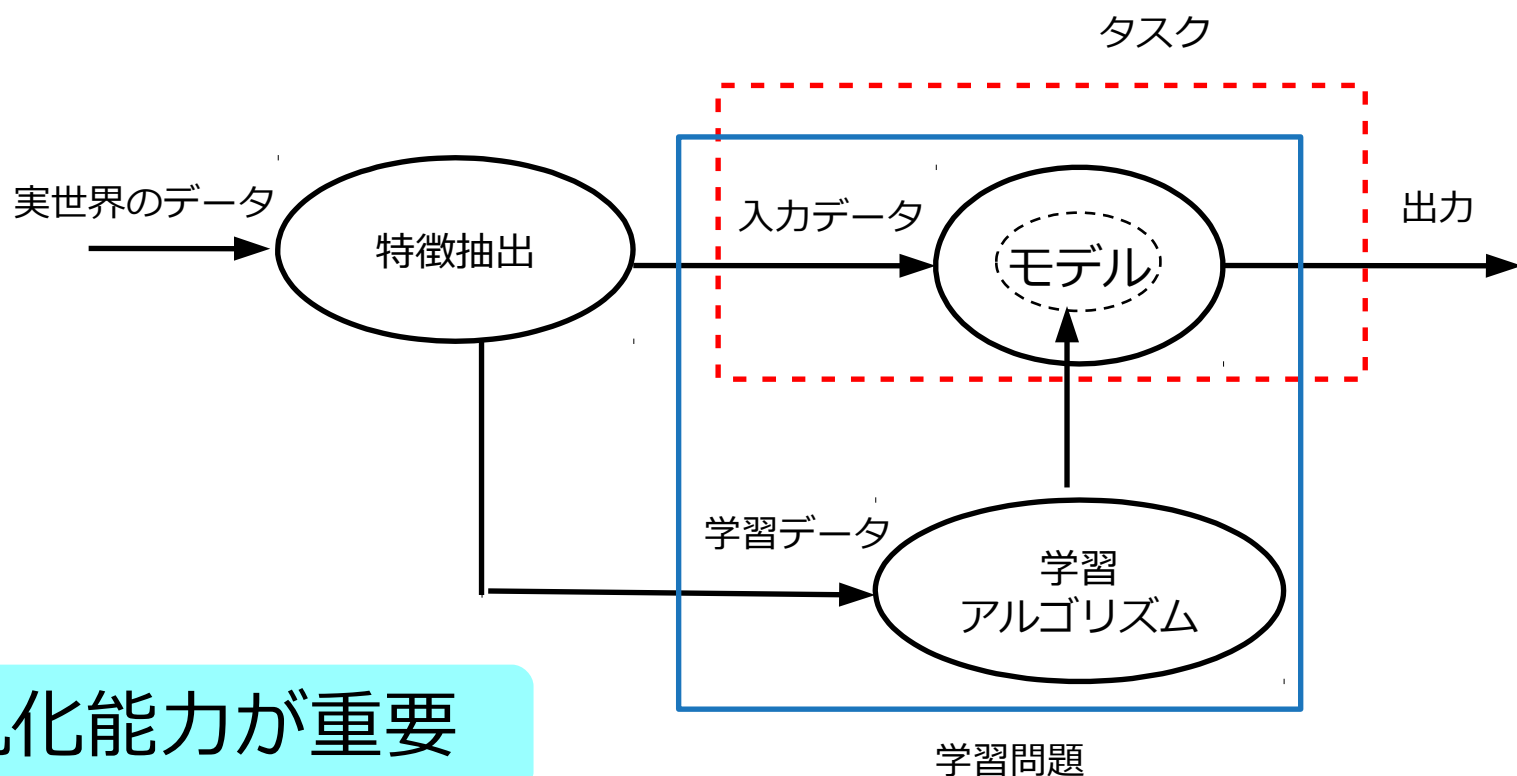 タスク
実世界のデータ
特徴抽出
入力データ
モデル
出力
学習データ
学習
アルゴリズム
化能力が重要
学習問題